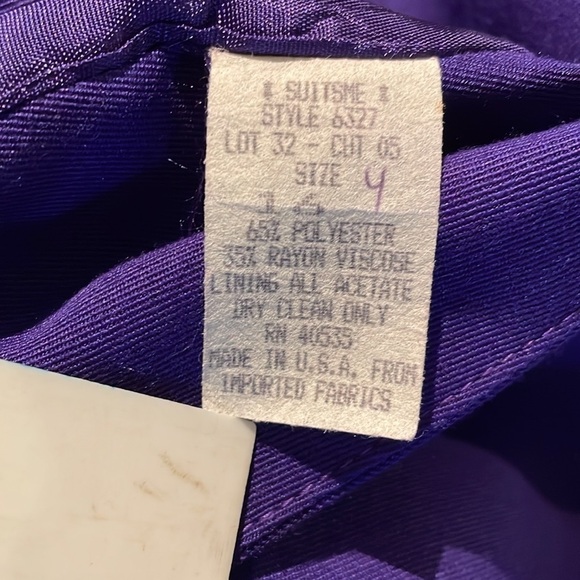 * SUITSME *
STYLE 6327
LOT 32 - CUT 05
SIZE 4
65% POLYESTER
35% RAYON VISCOSE
LINING ALL ACETATE
DRY CLEAN ONLY
RN 40535
MADE IN U.S.A. FROM
IMPORTED FABRICS